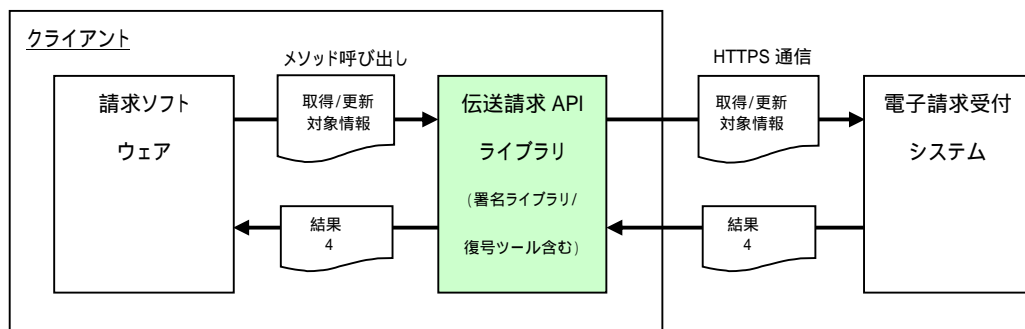 クライアント
メソッド呼び出し
HTTPS 通信
請求ソフト
ウェア
取得/更新
対象情報
伝送請求 API
ライブラリ
(署名ライブラリ/
復号ツール含む)
取得/更新
対象情報
電子請求受付
システム
結果
4
結果
4